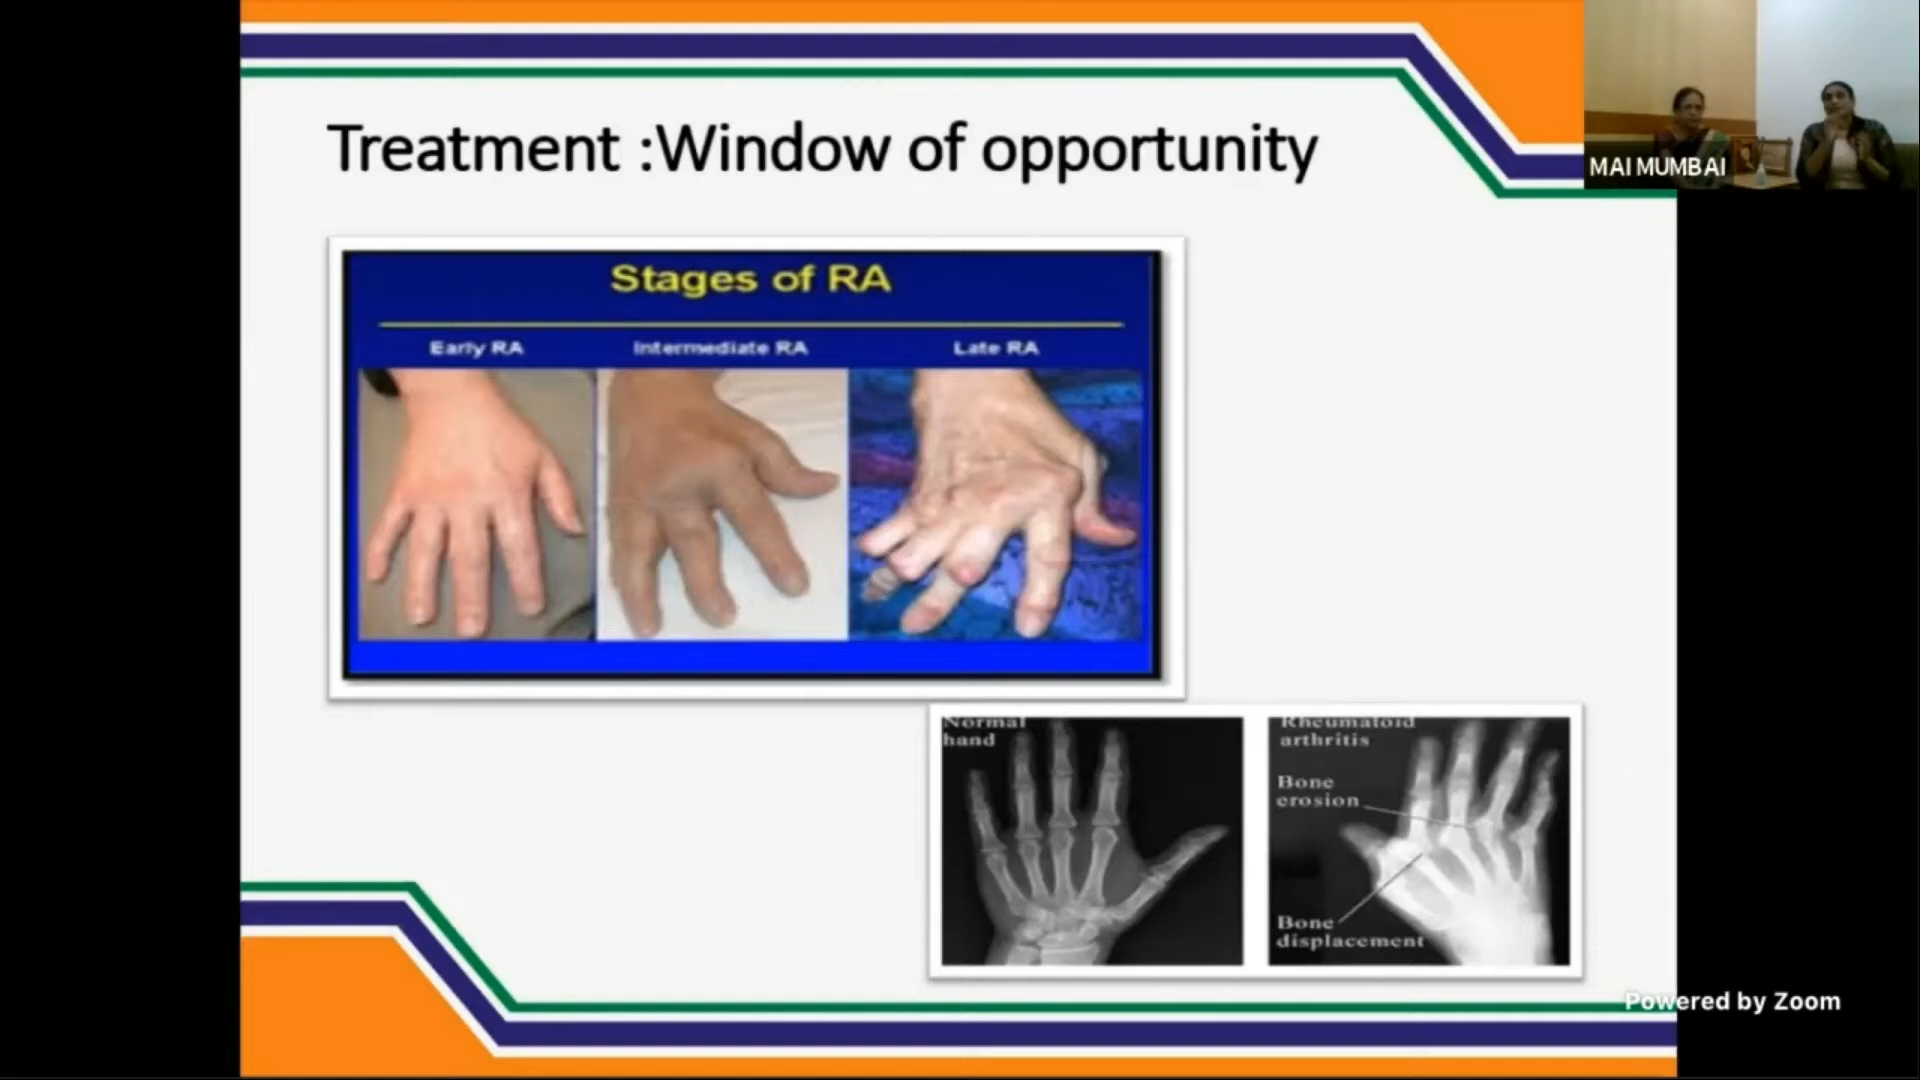 Treatment :Window of opportunity
MAI MUMBAI
Stages of RA
Early RA
Intermediate RA
Late RA
Normal
hand
Rheumatoid
arthritis
Bone
erosion
Bone
displacement
Powered by Zoom